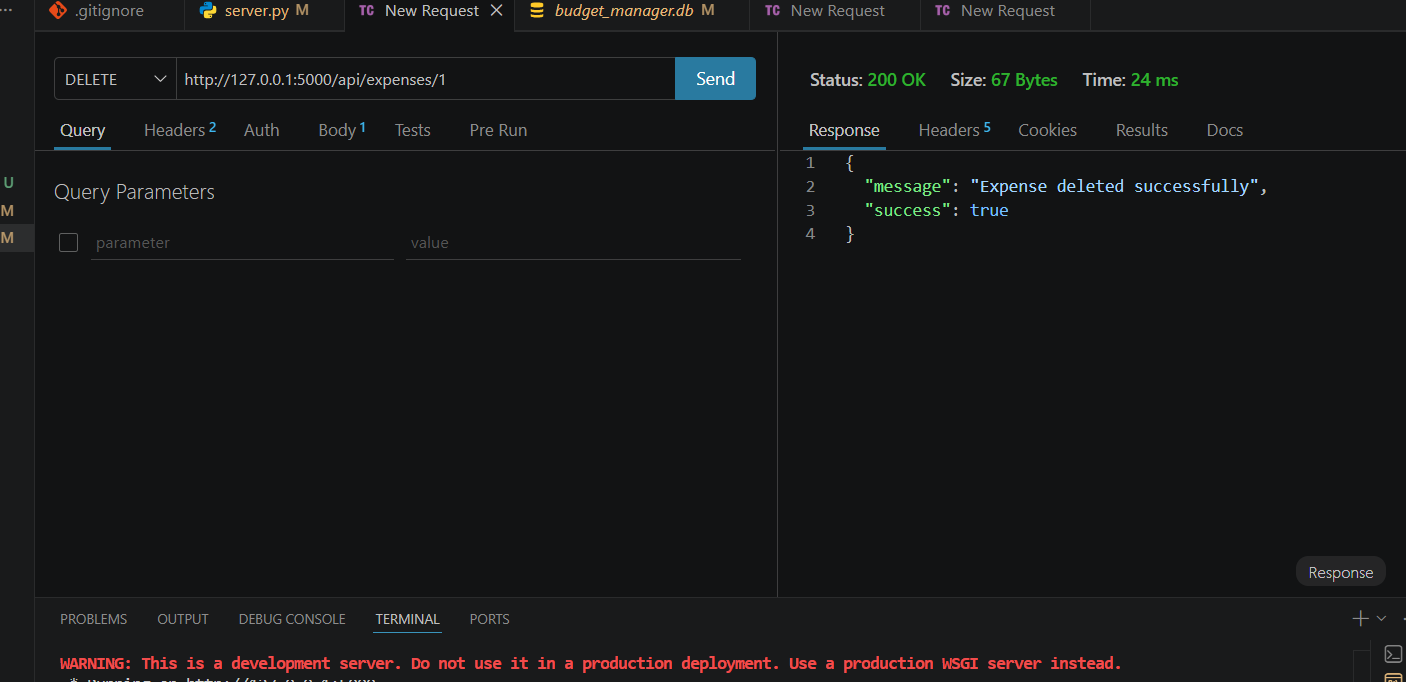 .gitignore
server.py M
TC New Request
budget_manager.db M
TC New Request
TC New Request
DELETE
http://127.0.0.1:5000/api/expenses/1
Send
Query
Headers 2
Auth
Body 1
Tests
Pre Run
Query Parameters
parameter
value
U
M
M
Status: 200 OK
Size: 67 Bytes
Time: 24 ms
Response
Headers 5
Cookies
Results
Docs
1 {
2 "message": "Expense deleted successfully",
3 "success": true
4 }
Response
PROBLEMS
OUTPUT
DEBUG CONSOLE
TERMINAL
PORTS
WARNING: This is a development server. Do not use it in a production deployment. Use a production WSGI server instead.